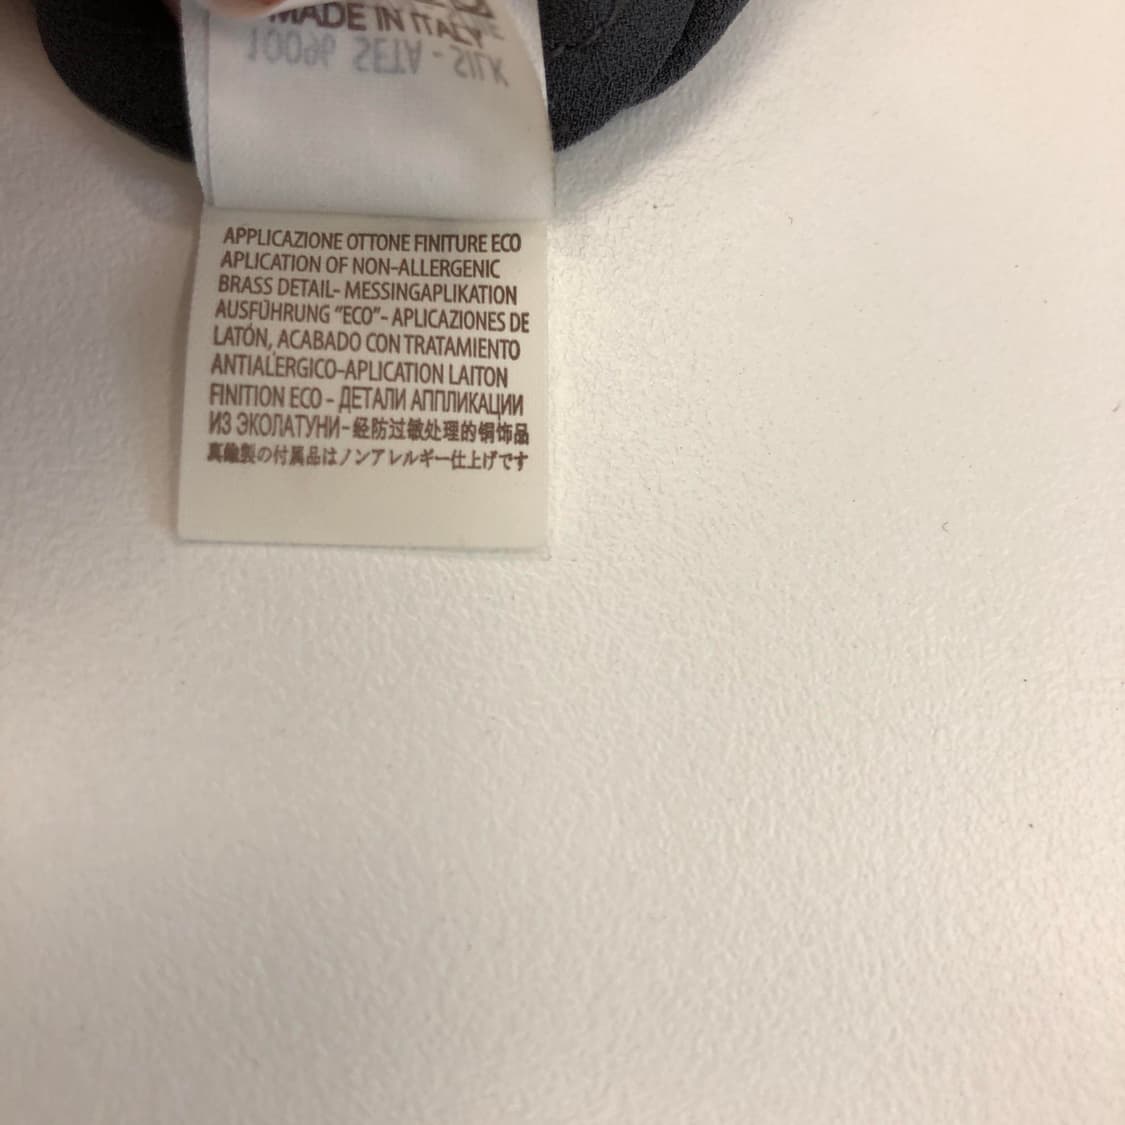 MADE IN ITALY
100% SETA - SILK
APPLICAZIONE OTTONE FINITURE ECO
APLICATION OF NON-ALLERGENIC
BRASS DETAIL- MESSINGAPLIKATION
AUSFÜHRUNG "ECO"- APLICAZIONES DE
LATÓN, ACABADO CON TRATAMIENTO
ANTIALERGICO-APLICATION LAITON
FINITION ECO - ДЕТАЛИ АППЛИКАЦИИ
ИЗ ЭКОЛАТУНИ-经防过敏处理的铜饰品
真鍮製の付属品はノンアレルギー仕上げです